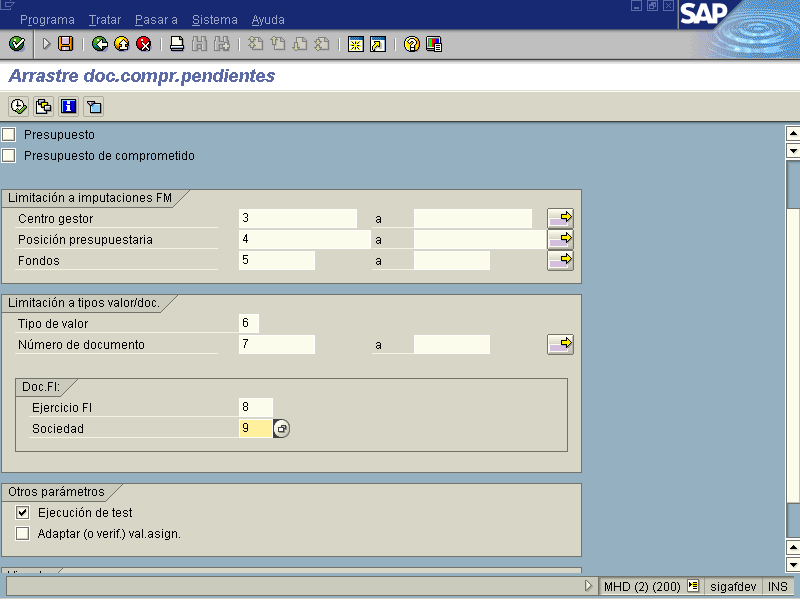 Programa Tratar Pasar a Sistema Ayuda
SAP
Arrastre doc.compr.pendientes
Presupuesto
Presupuesto de comprometido
Limitación a imputaciones FM
Centro gestor 3 a
Posición presupuestaria 4 a
Fondos 5 a
Limitación a tipos valor/doc.
Tipo de valor 6
Número de documento 7 a
Doc.FI:
Ejercicio FI 8
Sociedad 9
Otros parámetros
Ejecución de test
Adaptar (o verif.) val.asign.
MHD (2) (200) sigafdev INS